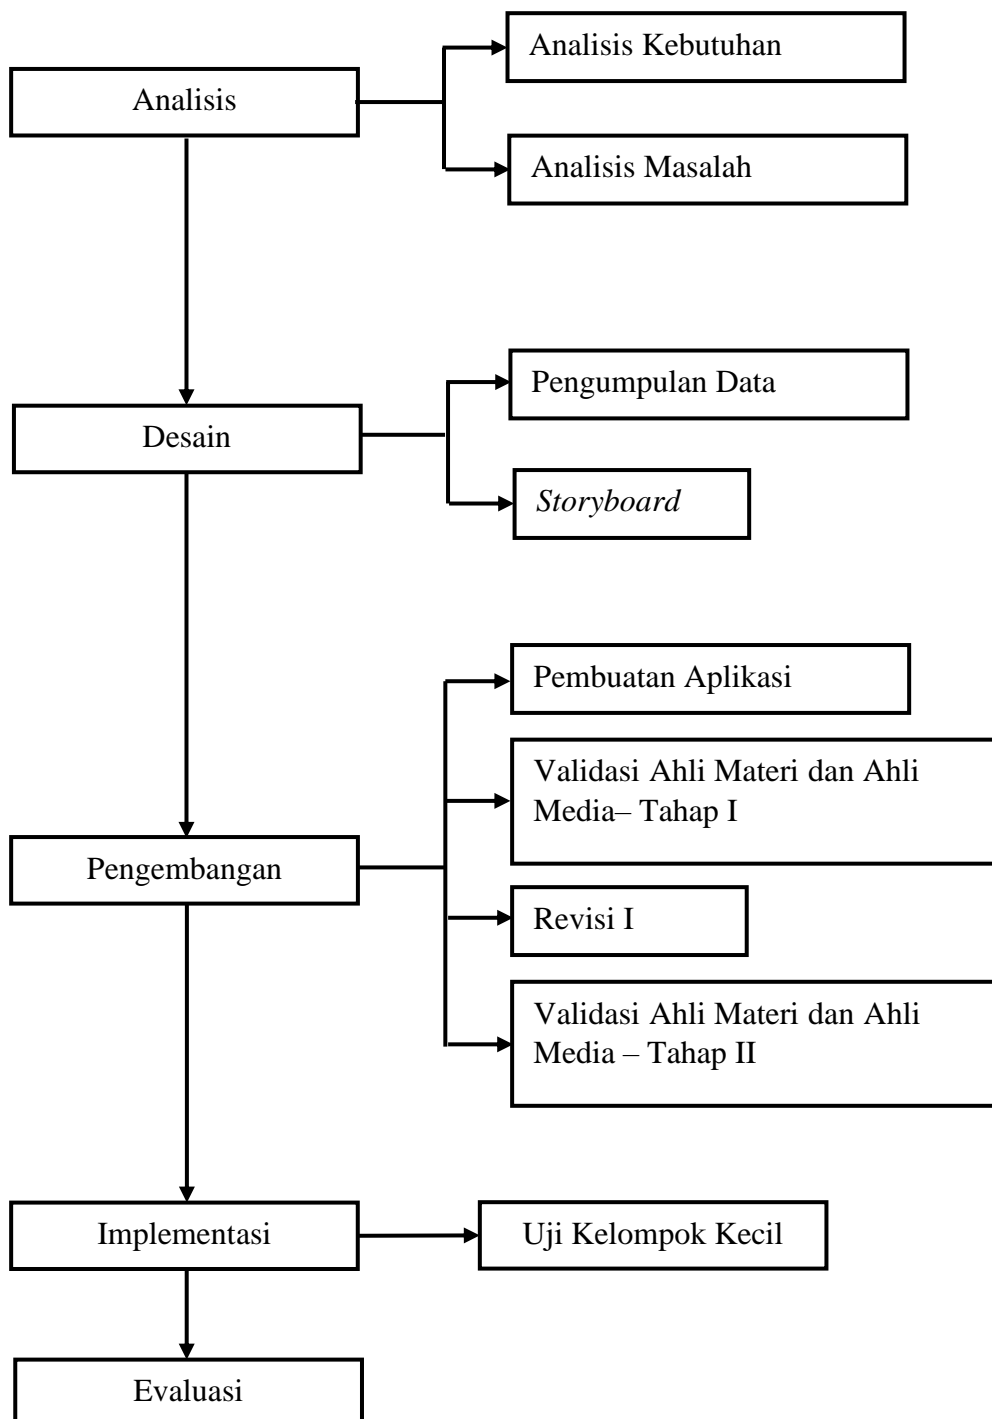 Analisis Kebutuhan
Analisis
Analisis Masalah
Pengumpulan Data
Desain
Storyboard
Pembuatan Aplikasi
Validasi Ahli Materi dan Ahli
Media– Tahap I
Pengembangan
Revisi I
Validasi Ahli Materi dan Ahli
Media – Tahap II
Implementasi
Uji Kelompok Kecil
Evaluasi